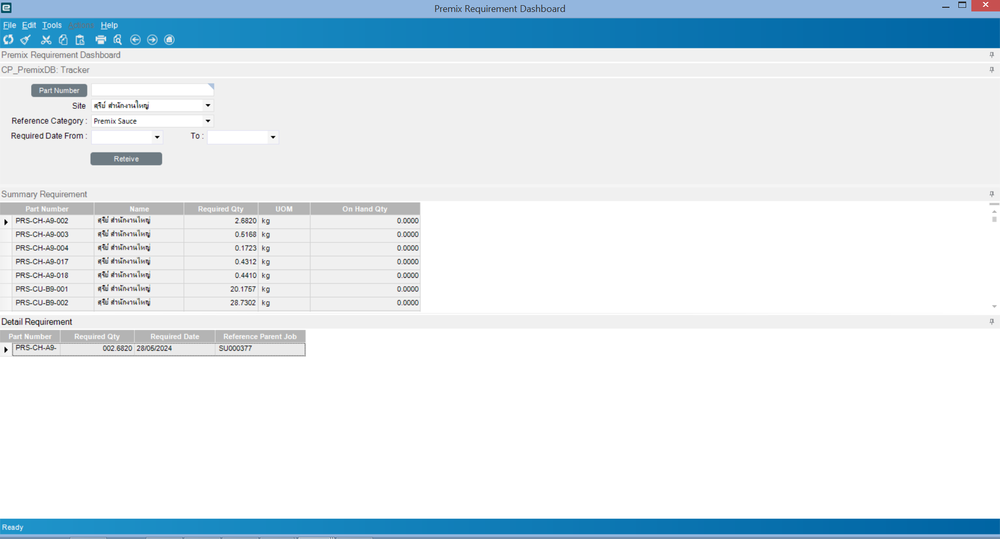 Premix Requirement Dashboard
File Edit Tools Actions Help
Premix Requirement Dashboard
CP_PremixDB: Tracker
Part Number
Site สุรีย์ สำนักงานใหญ่
Reference Category : Premix Sauce
Required Date From : To :
Reteive
Summary Requirement
Part Number Name Required Qty UOM On Hand Qty
PRS-CH-A9-002 สุรีย์ สำนักงานใหญ่ 2.6820 kg 0.0000
PRS-CH-A9-003 สุรีย์ สำนักงานใหญ่ 0.5168 kg 0.0000
PRS-CH-A9-004 สุรีย์ สำนักงานใหญ่ 0.1723 kg 0.0000
PRS-CH-A9-017 สุรีย์ สำนักงานใหญ่ 0.4312 kg 0.0000
PRS-CH-A9-018 สุรีย์ สำนักงานใหญ่ 0.4410 kg 0.0000
PRS-CU-B9-001 สุรีย์ สำนักงานใหญ่ 20.1757 kg 0.0000
PRS-CU-B9-002 สุรีย์ สำนักงานใหญ่ 28.7302 kg 0.0000
Detail Requirement
Part Number Required Qty Required Date Reference Parent Job
PRS-CH-A9- 002.6820 28/05/2024 SU000377
Ready